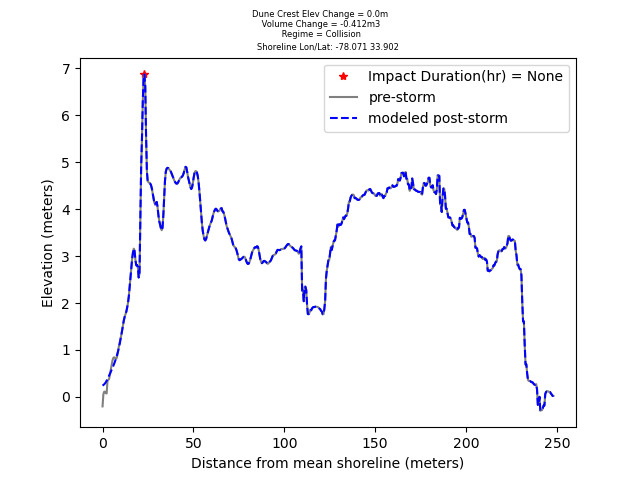 Dune Crest Elev Change = 0.0m
Volume Change = -0.412m3
Regime = Collision
Shoreline Lon/Lat: -78.071 33.902
Impact Duration(hr) = None
pre-storm
modeled post-storm
7
6
5
4
3
2
1
0
Elevation (meters)
0 50 100 150 200 250
Distance from mean shoreline (meters)